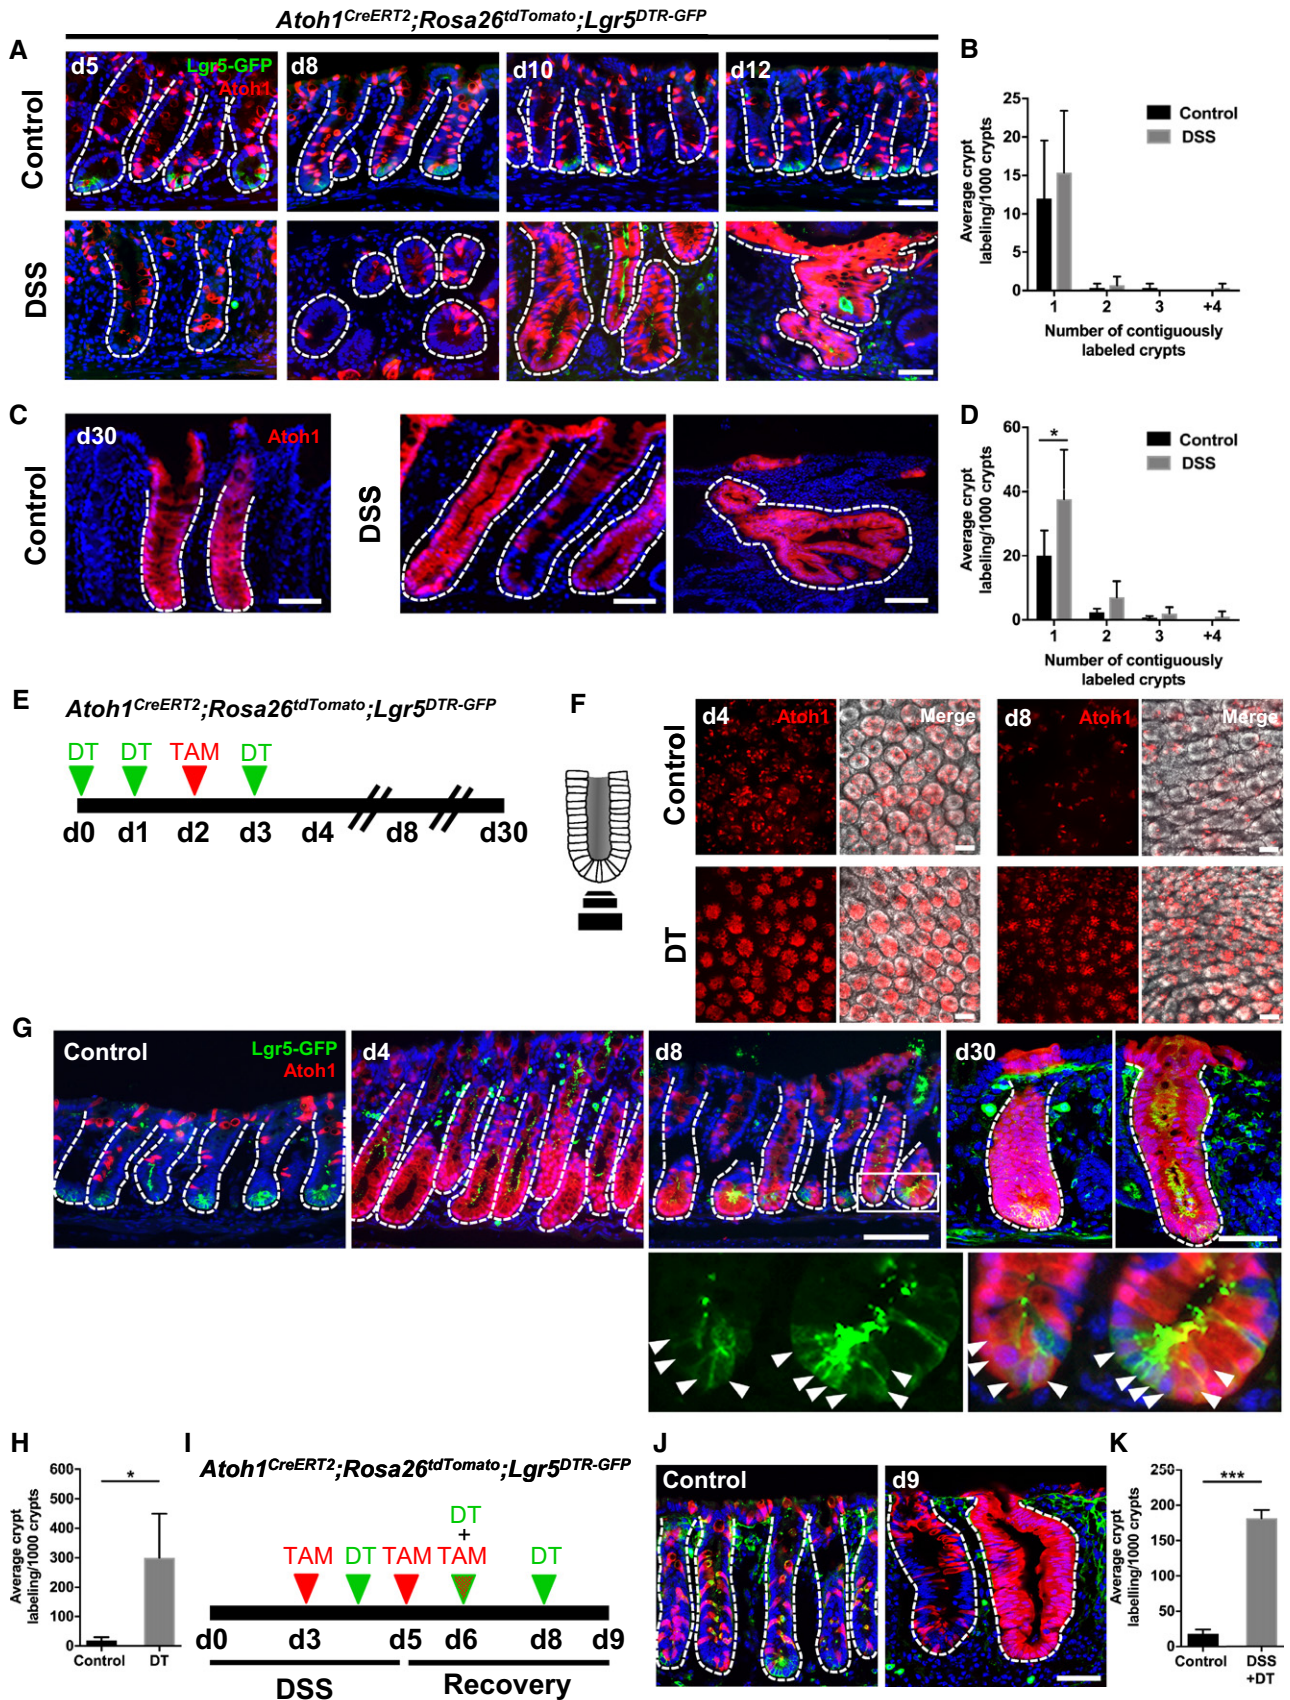 Atoh1CreERT2;Rosa26tdTomato;Lgr5DTR-GFP
A
d5
Lgr5-GFP
Atoh1
d8
d10
d12
Control
DSS
B
Average crypt
labeling/1000 crypts
25
20
15
10
5
0
Control
DSS
1
2
3
+4
Number of contiguously
labeled crypts
C
d30
Atoh1
Control
DSS
D
Average crypt
labeling/1000 crypts
60
40
20
0
*
Control
DSS
1
2
3
+4
Number of contiguously
labeled crypts
E
Atoh1CreERT2;Rosa26tdTomato;Lgr5DTR-GFP
DT
DT
TAM
DT
d0
d1
d2
d3
d4
d8
d30
F
d4
Atoh1
Merge
d8
Atoh1
Merge
Control
DT
G
Control
Lgr5-GFP
Atoh1
d4
d8
d30
H
Average crypt
labeling/1000 crypts
600
500
400
300
200
100
0
*
Control
DT
I
Atoh1CreERT2;Rosa26tdTomato;Lgr5DTR-GFP
DT
+
TAM
DT
TAM
TAM
DT
d0
d3
d5
d6
d8
d9
DSS
Recovery
J
Control
d9
K
Average crypt
labelling/1000 crypts
250
200
150
100
50
0
***
Control
DSS
+DT